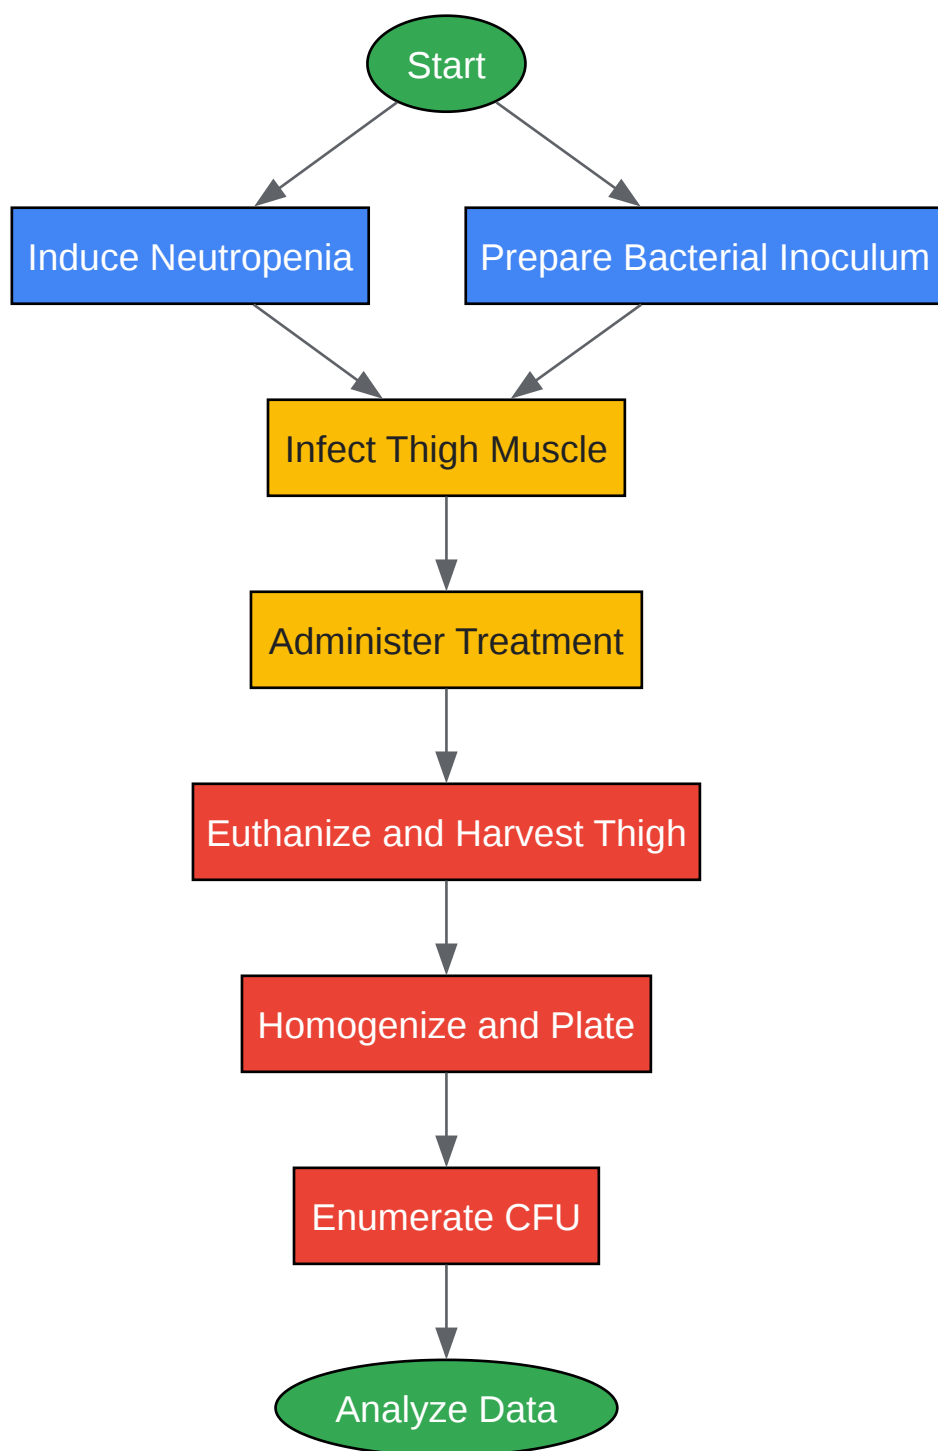 Start
Induce Neutropenia
Prepare Bacterial Inoculum
Infect Thigh Muscle
Administer Treatment
Euthanize and Harvest Thigh
Homogenize and Plate
Enumerate CFU
Analyze Data